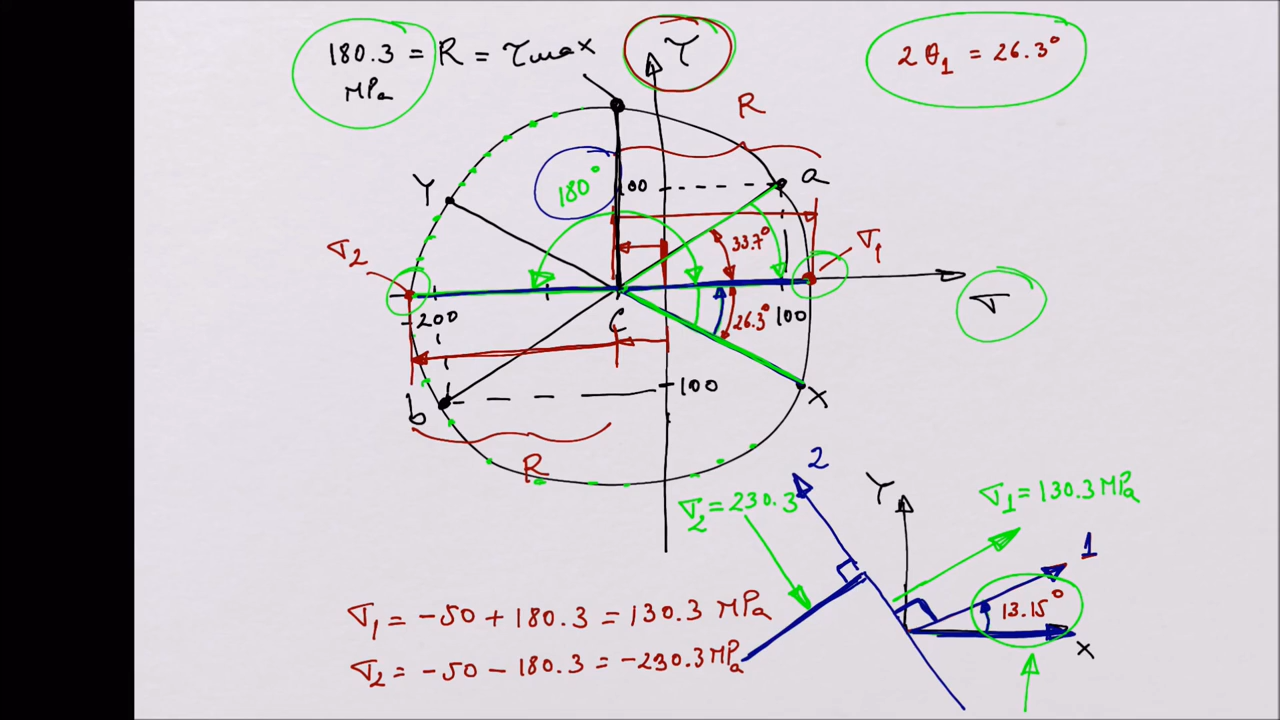 180.3 = R = τmax
MPa
τ
2θ₁ = 26.3°
R
Y
180°
100
a
33.7°
σ₂
σ₁
-200
C
26.3°
100
σ
100
X
b
R
2
σ₂=230.3
Y
σ₁=130.3 MPa
1
13.15°
X
σ₁ = -50 + 180.3 = 130.3 MPa
σ₂ = -50 - 180.3 = -230.3 MPa